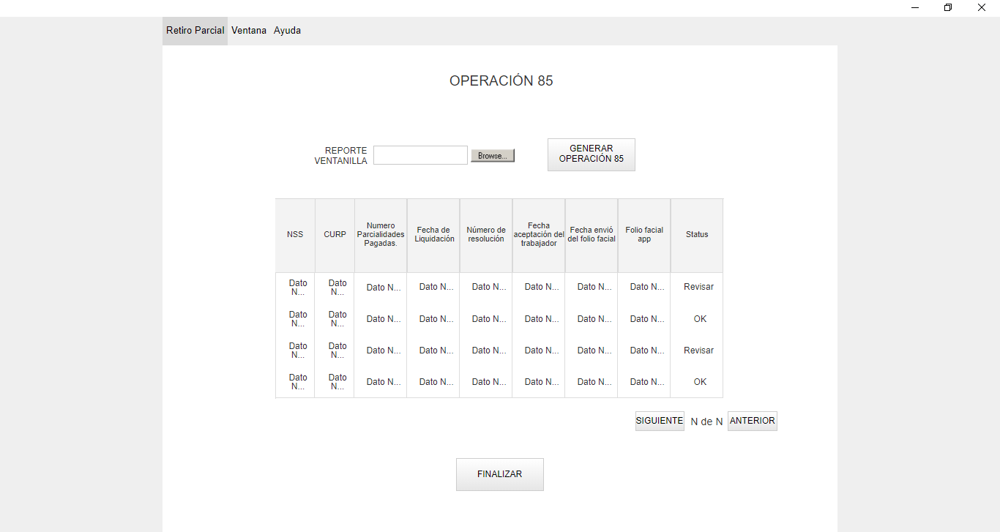 Retiro Parcial Ventana Ayuda
OPERACIÓN 85
REPORTE
VENTANILLA
Browse...
GENERAR
OPERACIÓN 85
NSS
CURP
Numero
Parcialidades
Pagadas.
Fecha de
Liquidación
Número de
resolución
Fecha
aceptación del
trabajador
Fecha envió
del folio facial
Folio facial
app
Status
Dato
N...
Dato
N...
Dato N...
Dato N...
Dato N...
Dato N...
Dato N...
Dato N...
Revisar
Dato
N...
Dato
N...
Dato N...
Dato N...
Dato N...
Dato N...
Dato N...
Dato N...
OK
Dato
N...
Dato
N...
Dato N...
Dato N...
Dato N...
Dato N...
Dato N...
Dato N...
Revisar
Dato
N...
Dato
N...
Dato N...
Dato N...
Dato N...
Dato N...
Dato N...
Dato N...
OK
SIGUIENTE N de N ANTERIOR
FINALIZAR